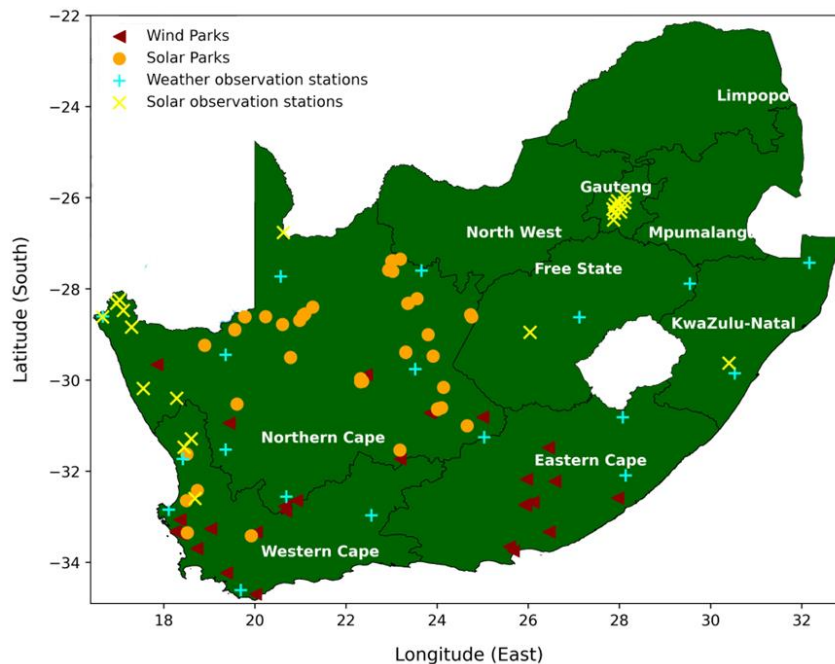 Wind Parks
Solar Parks
Weather observation stations
Solar observation stations
Limpopo
Gauteng
North West
Mpumalang
Free State
KwaZulu-Natal
Northern Cape
Eastern Cape
Western Cape
−22
−24
−26
−28
−30
−32
−34
Latitude (South)
18 20 22 24 26 28 30 32
Longitude (East)